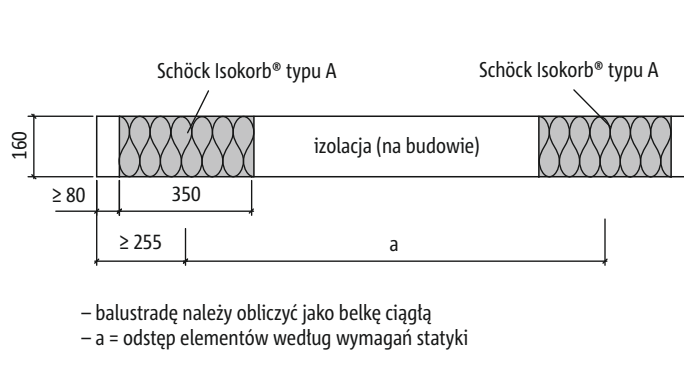 Schöck Isokorb® typu A
Schöck Isokorb® typu A
160
izolacja (na budowie)
≥ 80
350
≥ 255
a
– balustradę należy obliczyć jako belkę ciągłą
– a = odstęp elementów według wymagań statyki